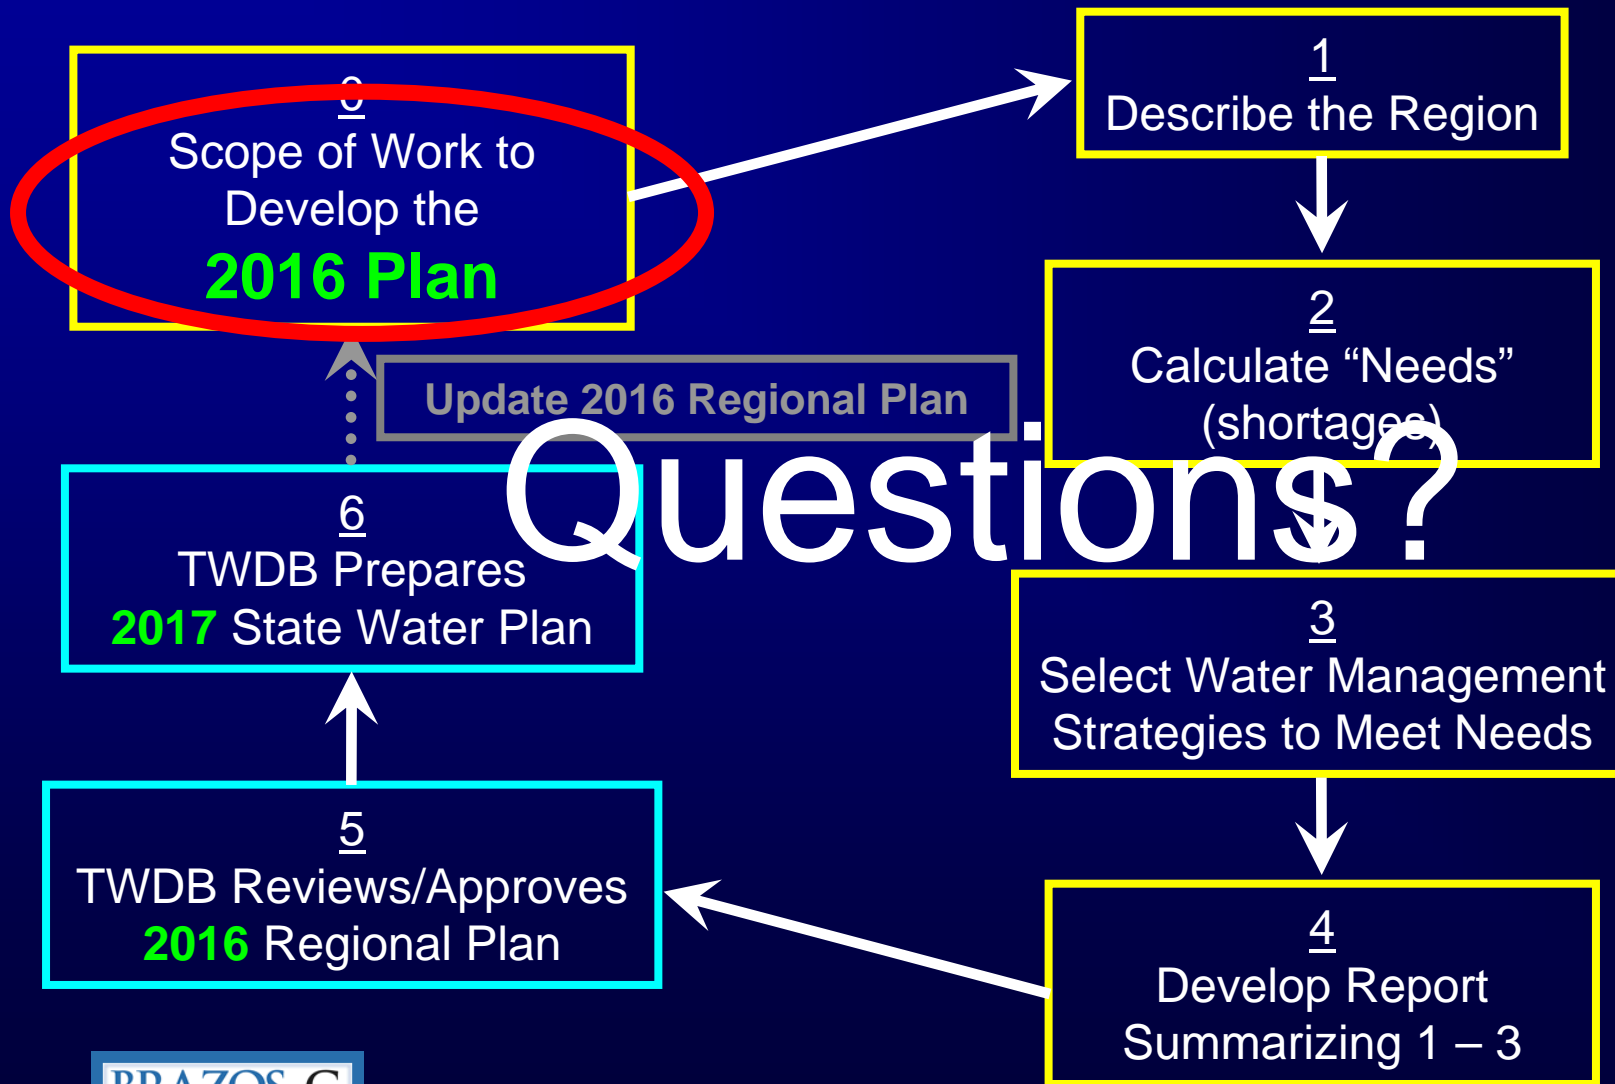 0
Scope of Work to
Develop the
2016 Plan
1
Describe the Region
2
Calculate “Needs”
(shortages)
Update 2016 Regional Plan
Questions?
3
Select Water Management
Strategies to Meet Needs
4
Develop Report
Summarizing 1 – 3
5
TWDB Reviews/Approves
2016 Regional Plan
6
TWDB Prepares
2017 State Water Plan
BRAZOS G